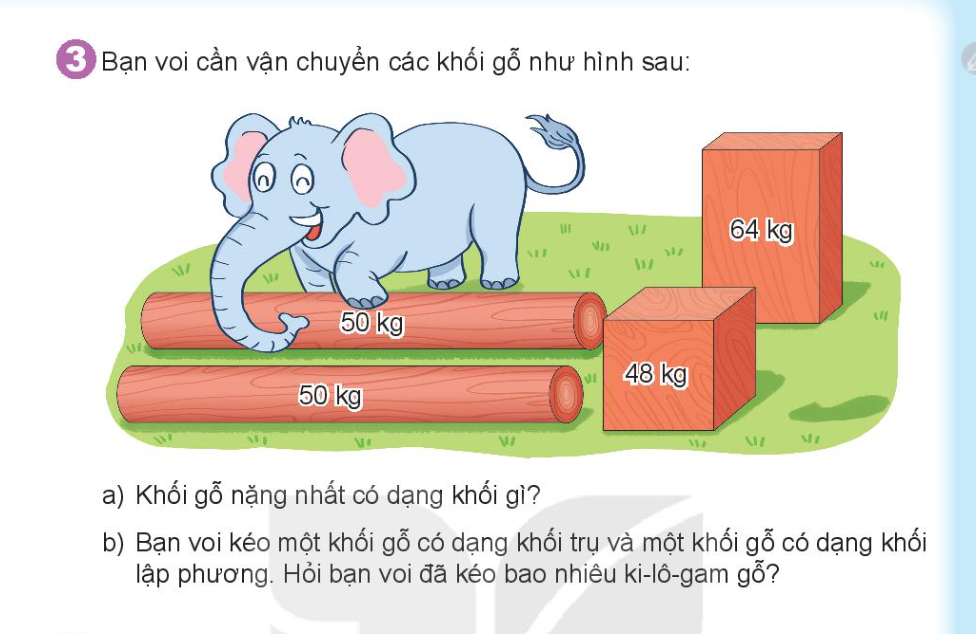 3 Bạn voi cần vận chuyển các khối gỗ như hình sau:
64 kg
50 kg
48 kg
50 kg
a) Khối gỗ nặng nhất có dạng khối gì?
b) Bạn voi kéo một khối gỗ có dạng khối trụ và một khối gỗ có dạng khối
lập phương. Hỏi bạn voi đã kéo bao nhiêu ki-lô-gam gỗ?